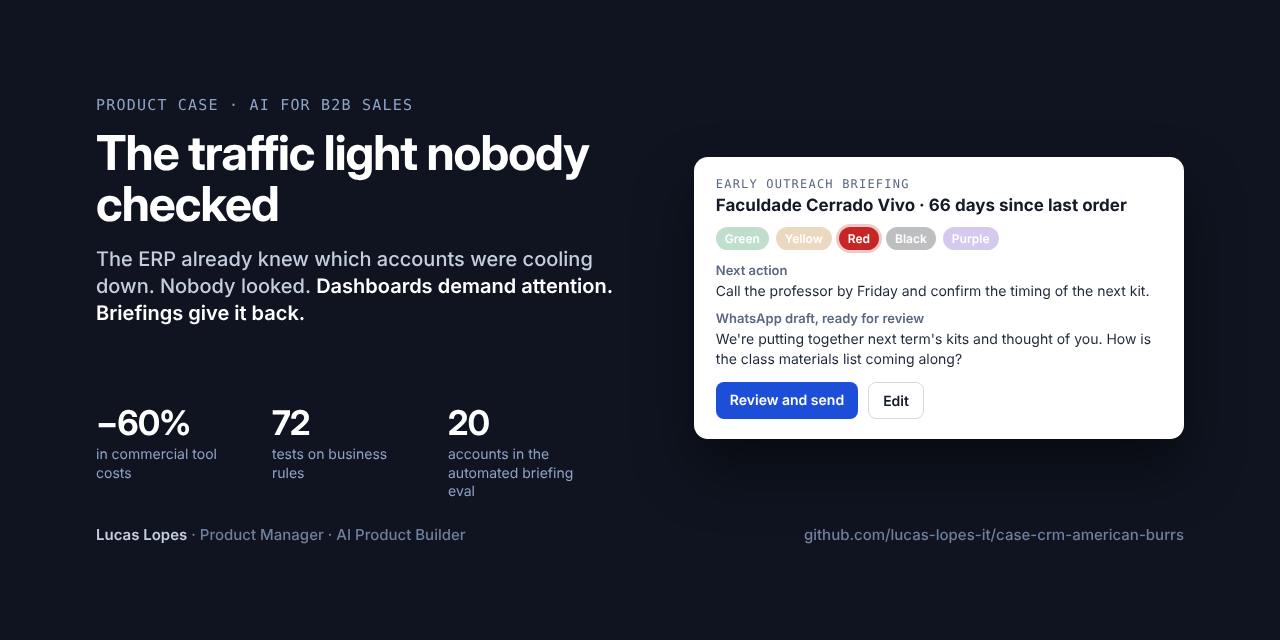 PRODUCT CASE · AI FOR B2B SALES
The traffic light nobody
checked
The ERP already knew which accounts were cooling
down. Nobody looked. Dashboards demand attention.
Briefings give it back.
–60%
in commercial tool
costs
72
tests on business
rules
20
accounts in the
automated briefing
eval
EARLY OUTREACH BRIEFING
Faculdade Cerrado Vivo · 66 days since last order
Green Yellow Red Black Purple
Next action
Call the professor by Friday and confirm the timing of the next kit.
WhatsApp draft, ready for review
We're putting together next term's kits and thought of you. How is
the class materials list coming along?
Review and send Edit
Lucas Lopes · Product Manager · AI Product Builder
github.com/lucas-lopes-it/case-crm-american-burrs